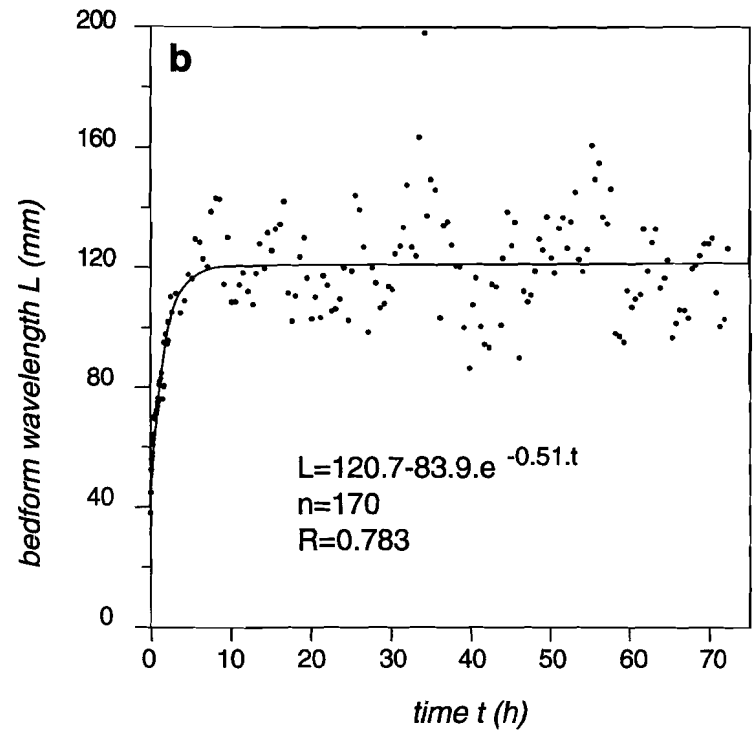 b
200
160
120
80
40
0
bedform wavelength L (mm)
L=120.7-83.9.e -0.51.t
n=170
R=0.783
0 10 20 30 40 50 60 70
time t (h)